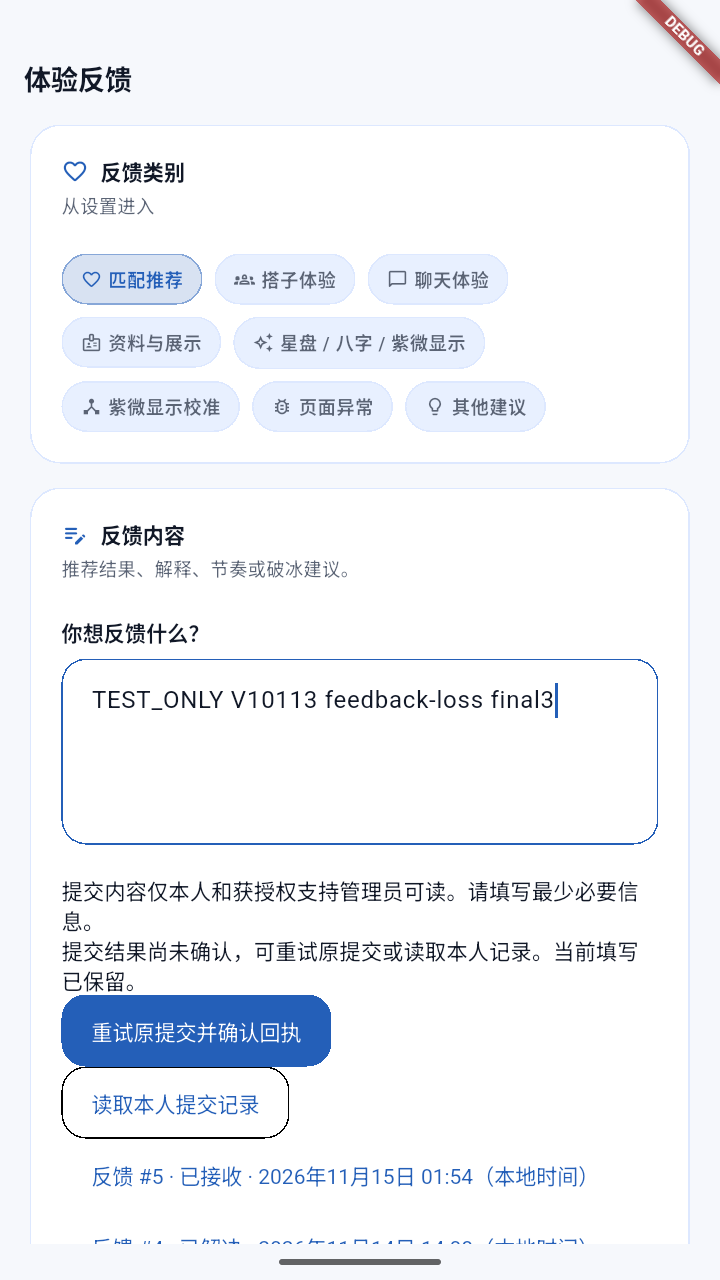 DEBUG
体验反馈
反馈类别
从设置进入
匹配推荐
搭子体验
聊天体验
资料与展示
星盘 / 八字 / 紫微显示
紫微显示校准
页面异常
其他建议
反馈内容
推荐结果、解释、节奏或破冰建议。
你想反馈什么？
TEST_ONLY V10113 feedback-loss final3
提交内容仅本人和获授权支持管理员可读。请填写最少必要信
息。
提交结果尚未确认，可重试原提交或读取本人记录。当前填写
已保留。
重试原提交并确认回执
读取本人提交记录
反馈 #5 · 已接收 · 2026年11月15日 01:54（本地时间）